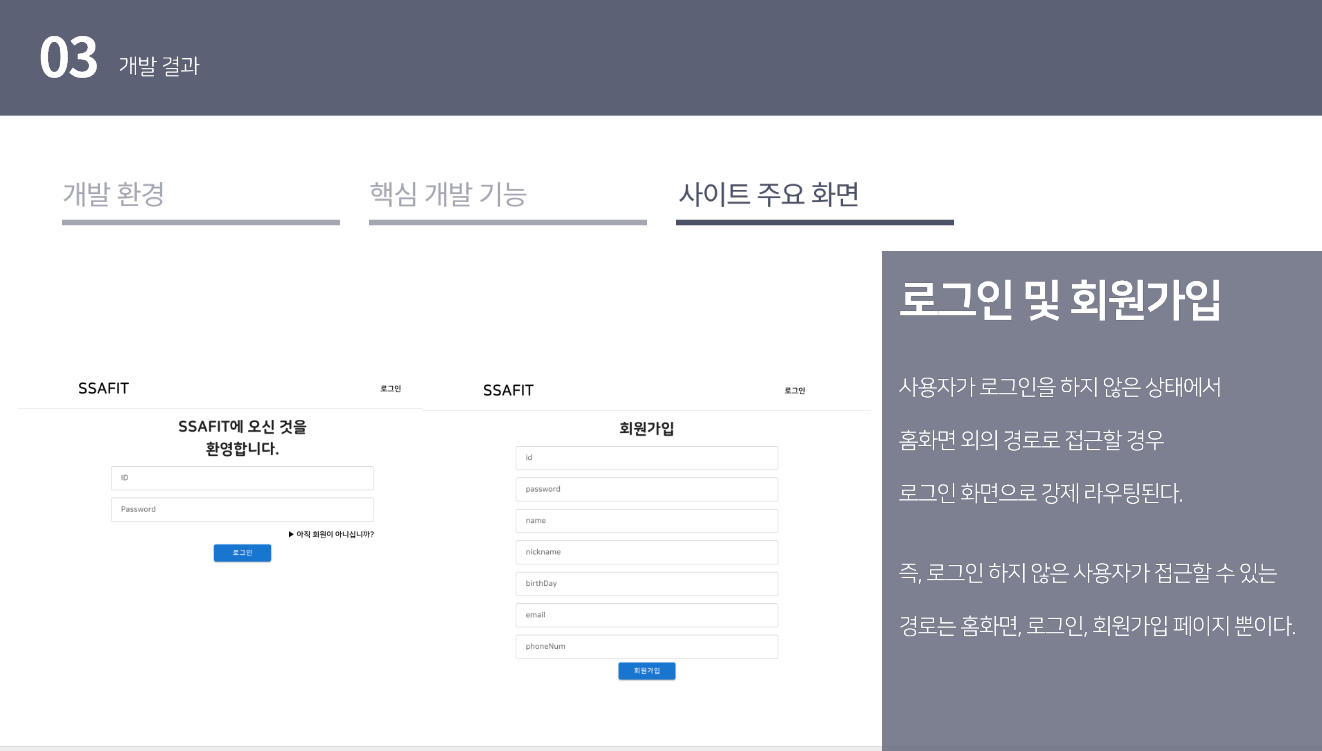 03 개발 결과
개발 환경
핵심 개발 기능
사이트 주요 화면
SSAFIT 로그인
SSAFIT에 오신 것을
환영합니다.
ID
Password
▶ 아직 회원이 아니십니까?
로그인
SSAFIT 로그인
회원가입
id
password
name
nickname
birthDay
email
phoneNum
회원가입
로그인 및 회원가입
사용자가 로그인을 하지 않은 상태에서
홈화면 외의 경로로 접근할 경우
로그인 화면으로 강제 라우팅된다.
즉, 로그인 하지 않은 사용자가 접근할 수 있는
경로는 홈화면, 로그인, 회원가입 페이지 뿐이다.